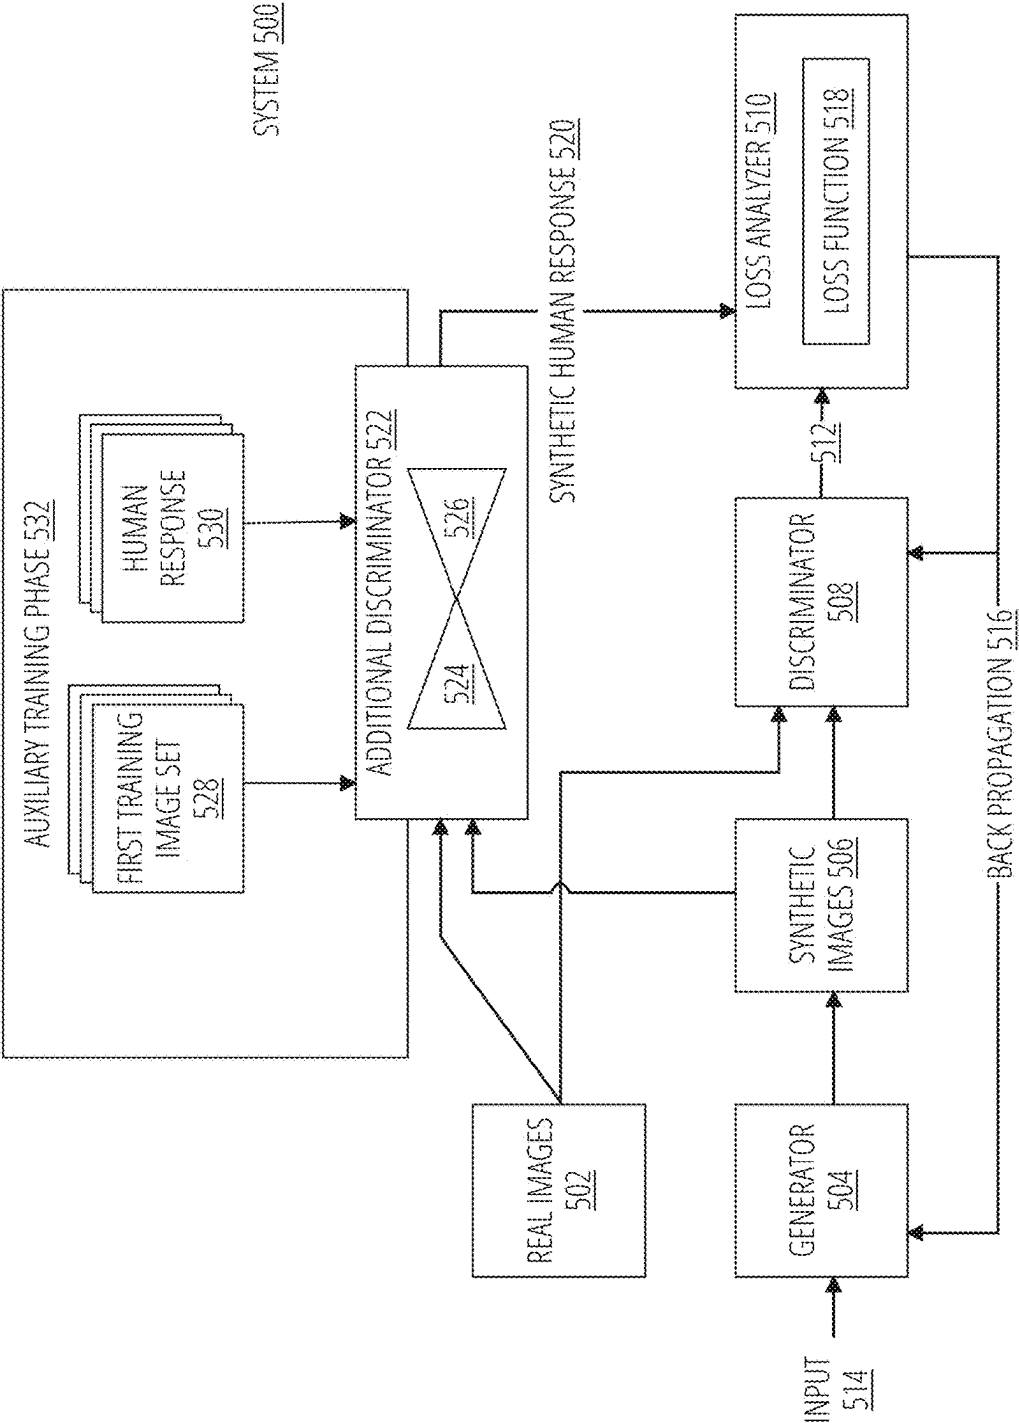 SYSTEM 500
AUXILIARY TRAINING PHASE 532
FIRST TRAINING
IMAGE SET
528
HUMAN
RESPONSE
530
ADDITIONAL DISCRIMINATOR 522
524
526
SYNTHETIC HUMAN RESPONSE 520
REAL IMAGES
502
INPUT
514
GENERATOR
504
SYNTHETIC
IMAGES 506
DISCRIMINATOR
508
512
LOSS ANALYZER 510
LOSS FUNCTION 518
BACK PROPAGATION 516